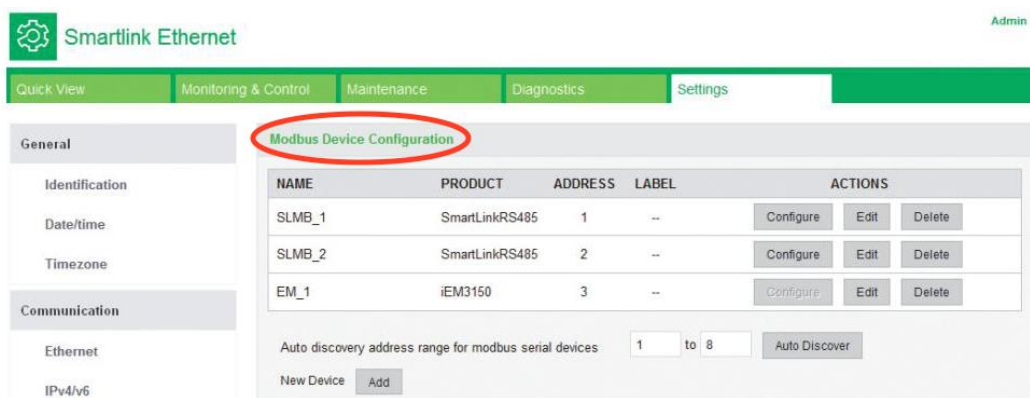 Smartlink Ethernet
Admin
Quick View Monitoring & Control Maintenance Diagnostics Settings
General
Identification
Date/time
Timezone
Communication
Ethernet
IPv4/v6
Modbus Device Configuration
NAME PRODUCT ADDRESS LABEL ACTIONS
SLMB_1 SmartLinkRS485 1 -- Configure Edit Delete
SLMB_2 SmartLinkRS485 2 -- Configure Edit Delete
EM_1 iEM3150 3 -- Configure Edit Delete
Auto discovery address range for modbus serial devices 1 to 8 Auto Discover
New Device Add